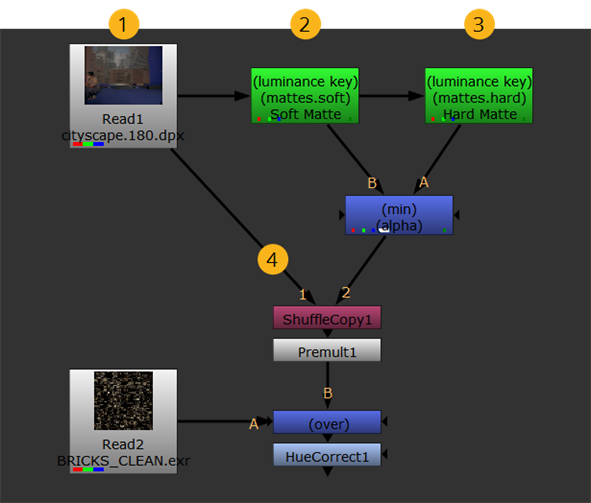 1
2
3
Read1
cityscape.180.dpx
(luminance key)
(mattes.soft)
Soft Matte
(luminance key)
(mattes.hard)
Hard Matte
B
A
(min)
(alpha)
4
1
2
ShuffleCopy1
Premult1
B
Read2
BRICKS_CLEAN.exr
A
(over)
HueCorrect1